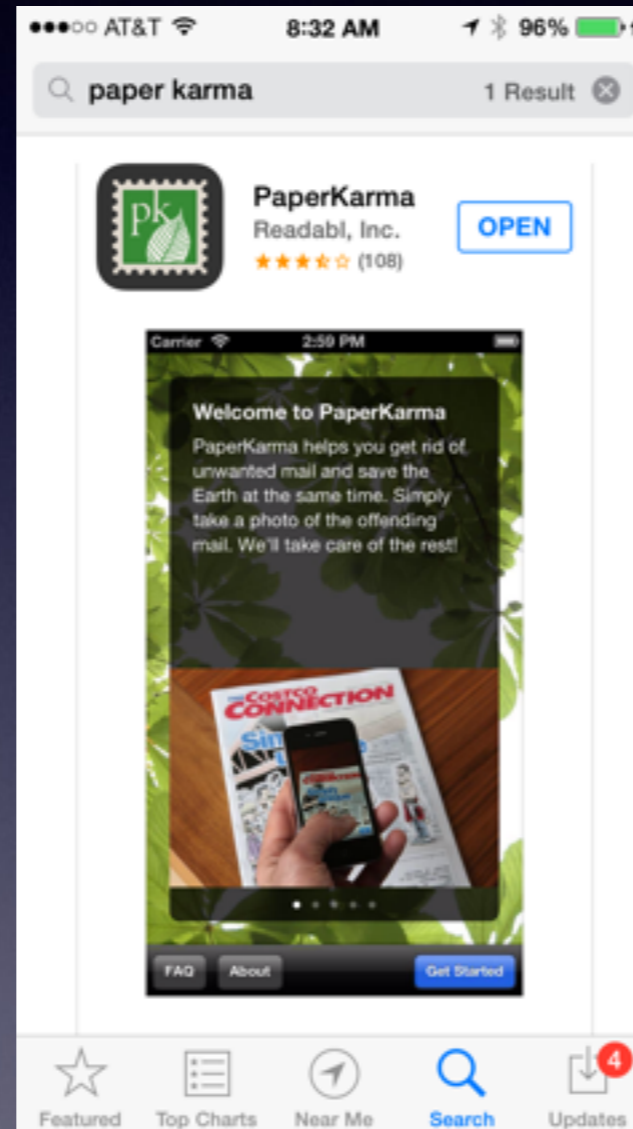 AT&T 8:32 AM 96%
paper karma 1 Result
pk
PaperKarma
Readabl, Inc.
(108)
OPEN
Carrier 2:59 PM
Welcome to PaperKarma
PaperKarma helps you get rid of
unwanted mail and save the
Earth at the same time. Simply
take a photo of the offending
mail. We'll take care of the rest!
COSTCO
CONNECTION
FAQ About Get Started
4
Featured Top Charts Near Me Search Updates